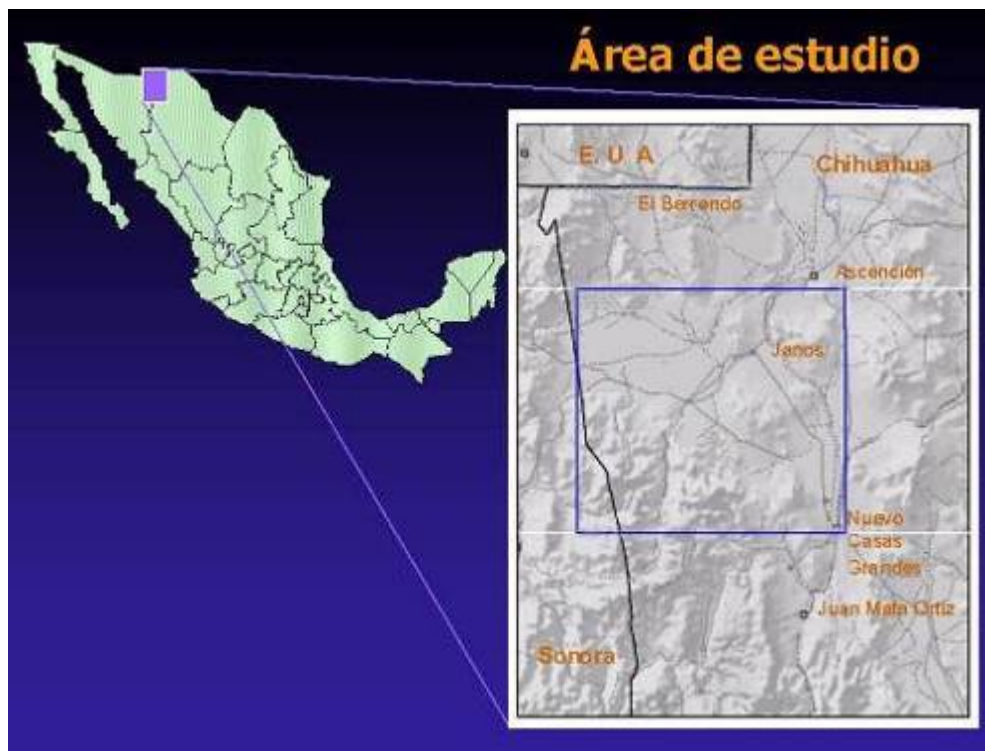 Área de estudio
E. U. A
Chihuahua
El Berrendo
Ascención
Janos
Nuevo
Casas
Grandes
Juan Mata Ortiz
Sonora